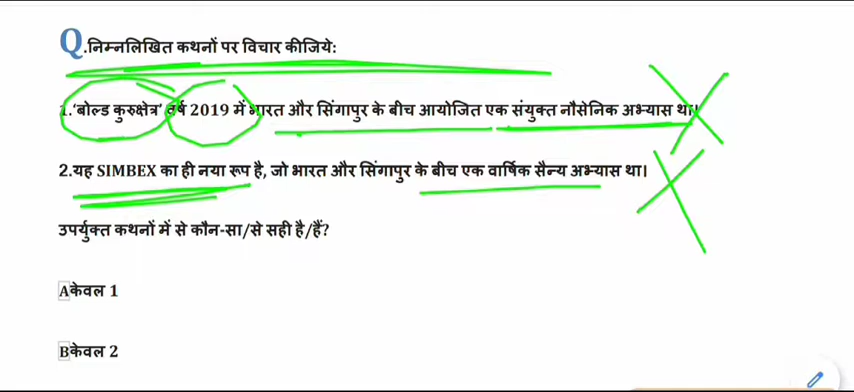 Q.निम्नलिखित कथनों पर विचार कीजिये:
1.‘बोल्ड कुरुक्षेत्र’ वर्ष 2019 में भारत और सिंगापुर के बीच आयोजित एक संयुक्त नौसेनिक अभ्यास था।
2.यह SIMBEX का ही नया रूप है, जो भारत और सिंगापुर के बीच एक वार्षिक सैन्य अभ्यास था।
उपर्युक्त कथनों में से कौन-सा/से सही है/हैं?
Aकेवल 1
Bकेवल 2